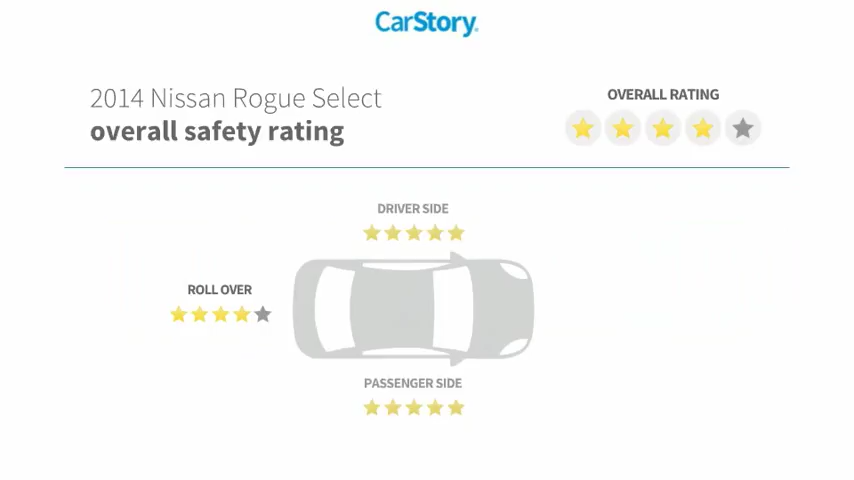 CarStory.
2014 Nissan Rogue Select
overall safety rating
OVERALL RATING
DRIVER SIDE
ROLL OVER
PASSENGER SIDE